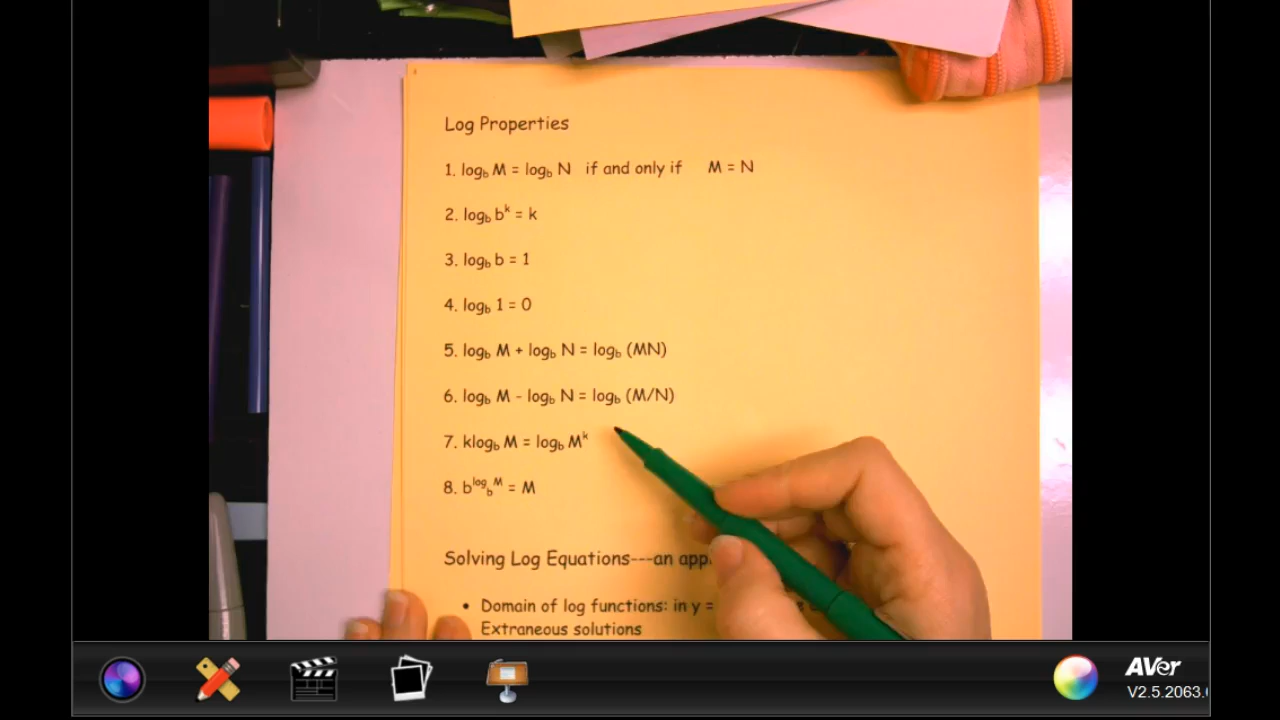 Log Properties
1. log_b M = log_b N if and only if M = N
2. log_b b^k = k
3. log_b b = 1
4. log_b 1 = 0
5. log_b M + log_b N = log_b (MN)
6. log_b M - log_b N = log_b (M/N)
7. klog_b M = log_b M^k
8. b^log_b M = M
Solving Log Equations---an
• Domain of log functions: in y =
Extraneous solutions
AVer
V2.5.2063.